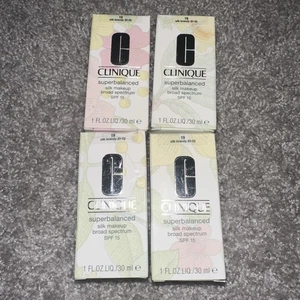 CLINIQUE
superbalanced
silk makeup
broad spectrum
SPF 15
1 FL.OZ.LIQ./30 ml ℮
CLINIQUE
superbalanced
silk makeup
broad spectrum
SPF 15
1 FL.OZ.LIQ./30 ml ℮
CLINIQUE
superbalanced
silk makeup
broad spectrum
SPF 15
1 FL.OZ.LIQ./30 ml ℮
CLINIQUE
superbalanced
silk makeup
broad spectrum
SPF 15
1 FL.OZ.LIQ./30 ml ℮